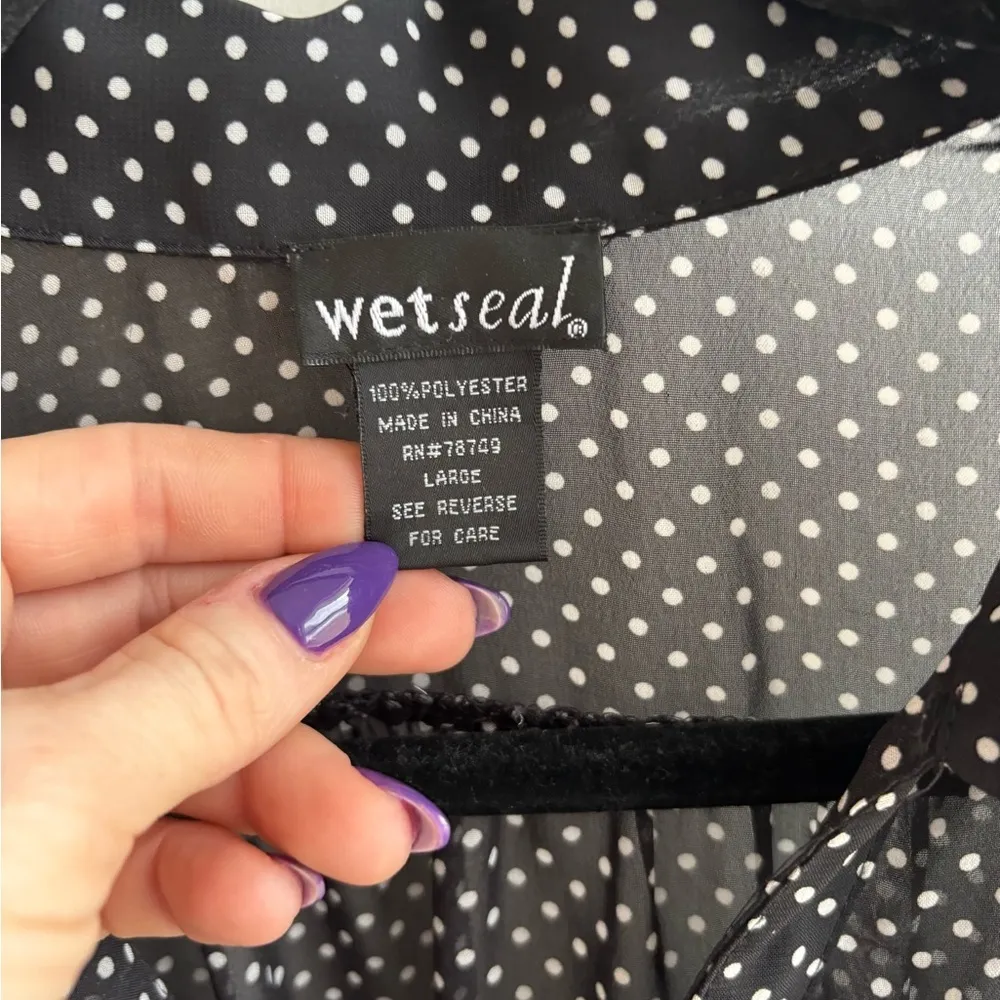 wetseal®
100%POLYESTER
MADE IN CHINA
RN#78749
LARGE
SEE REVERSE
FOR CARE